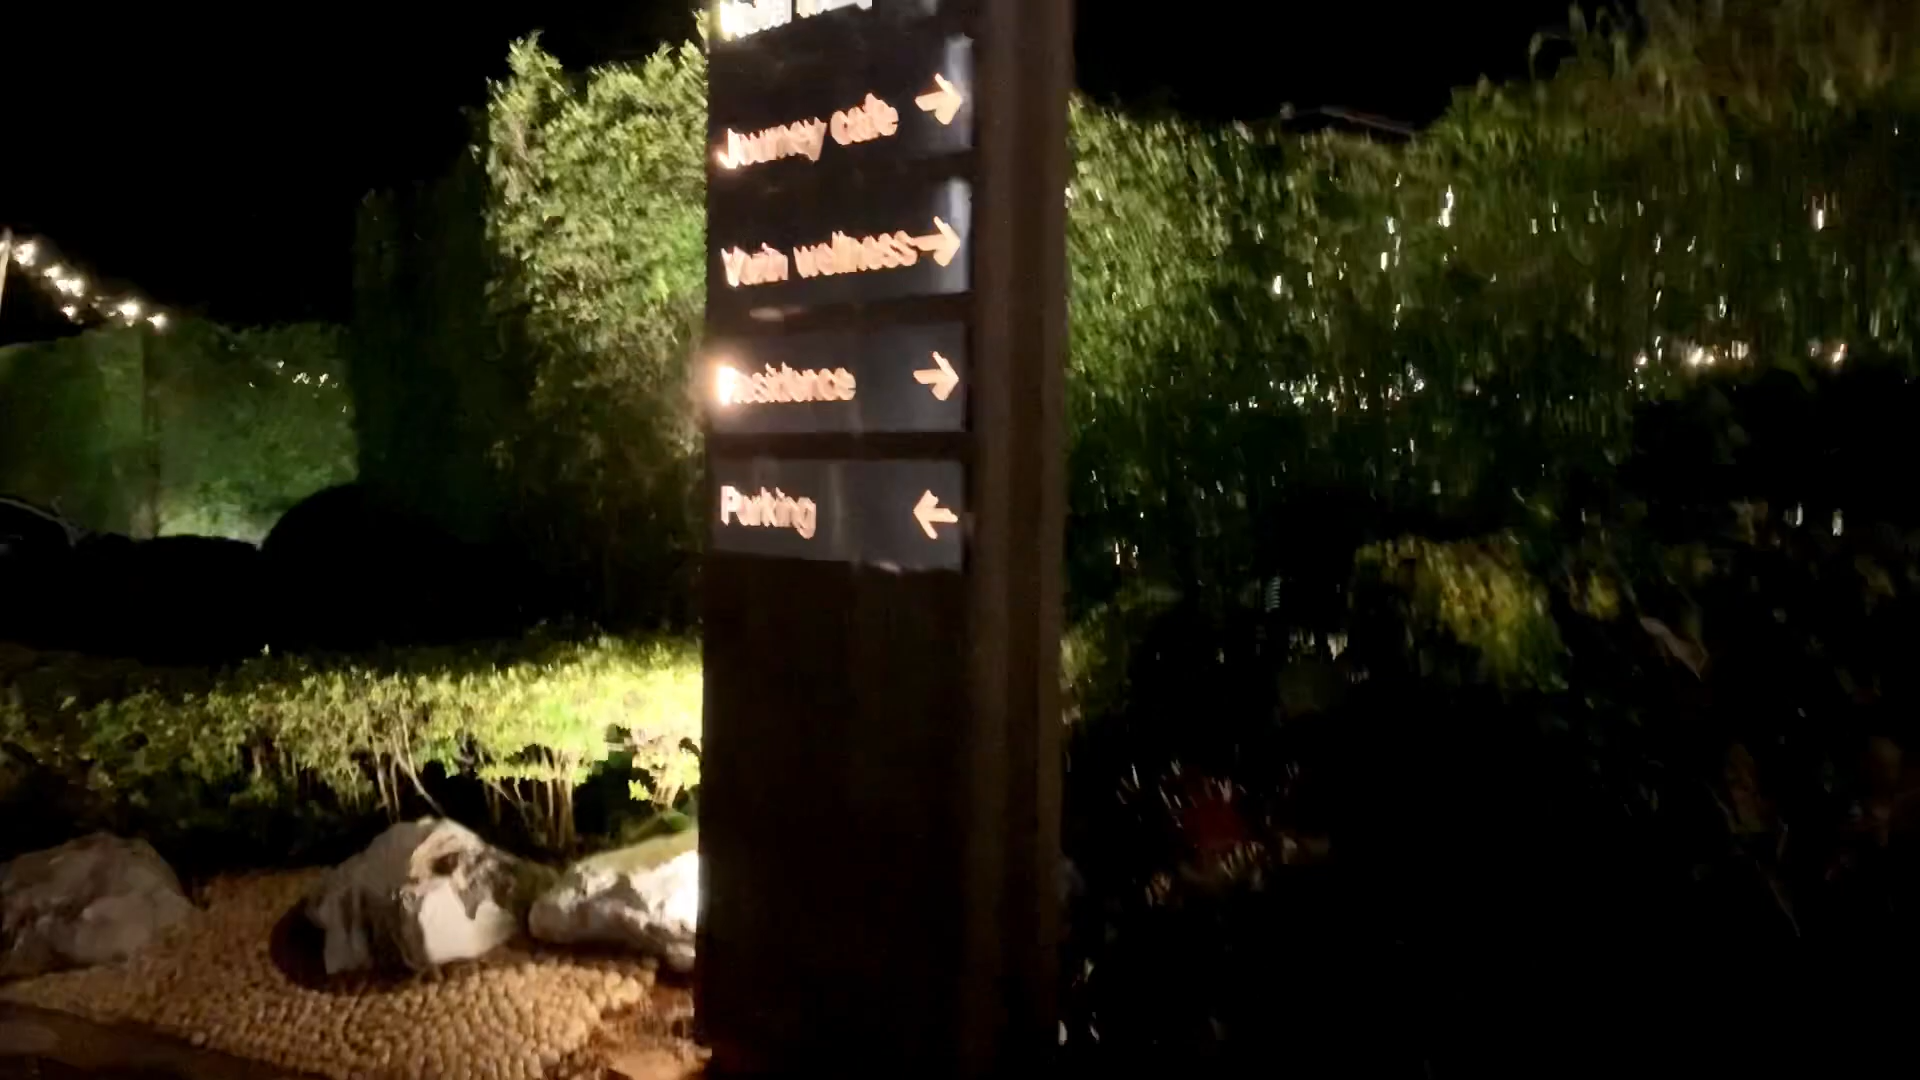 Journey cafe →
wellness →
Residence →
Parking ←